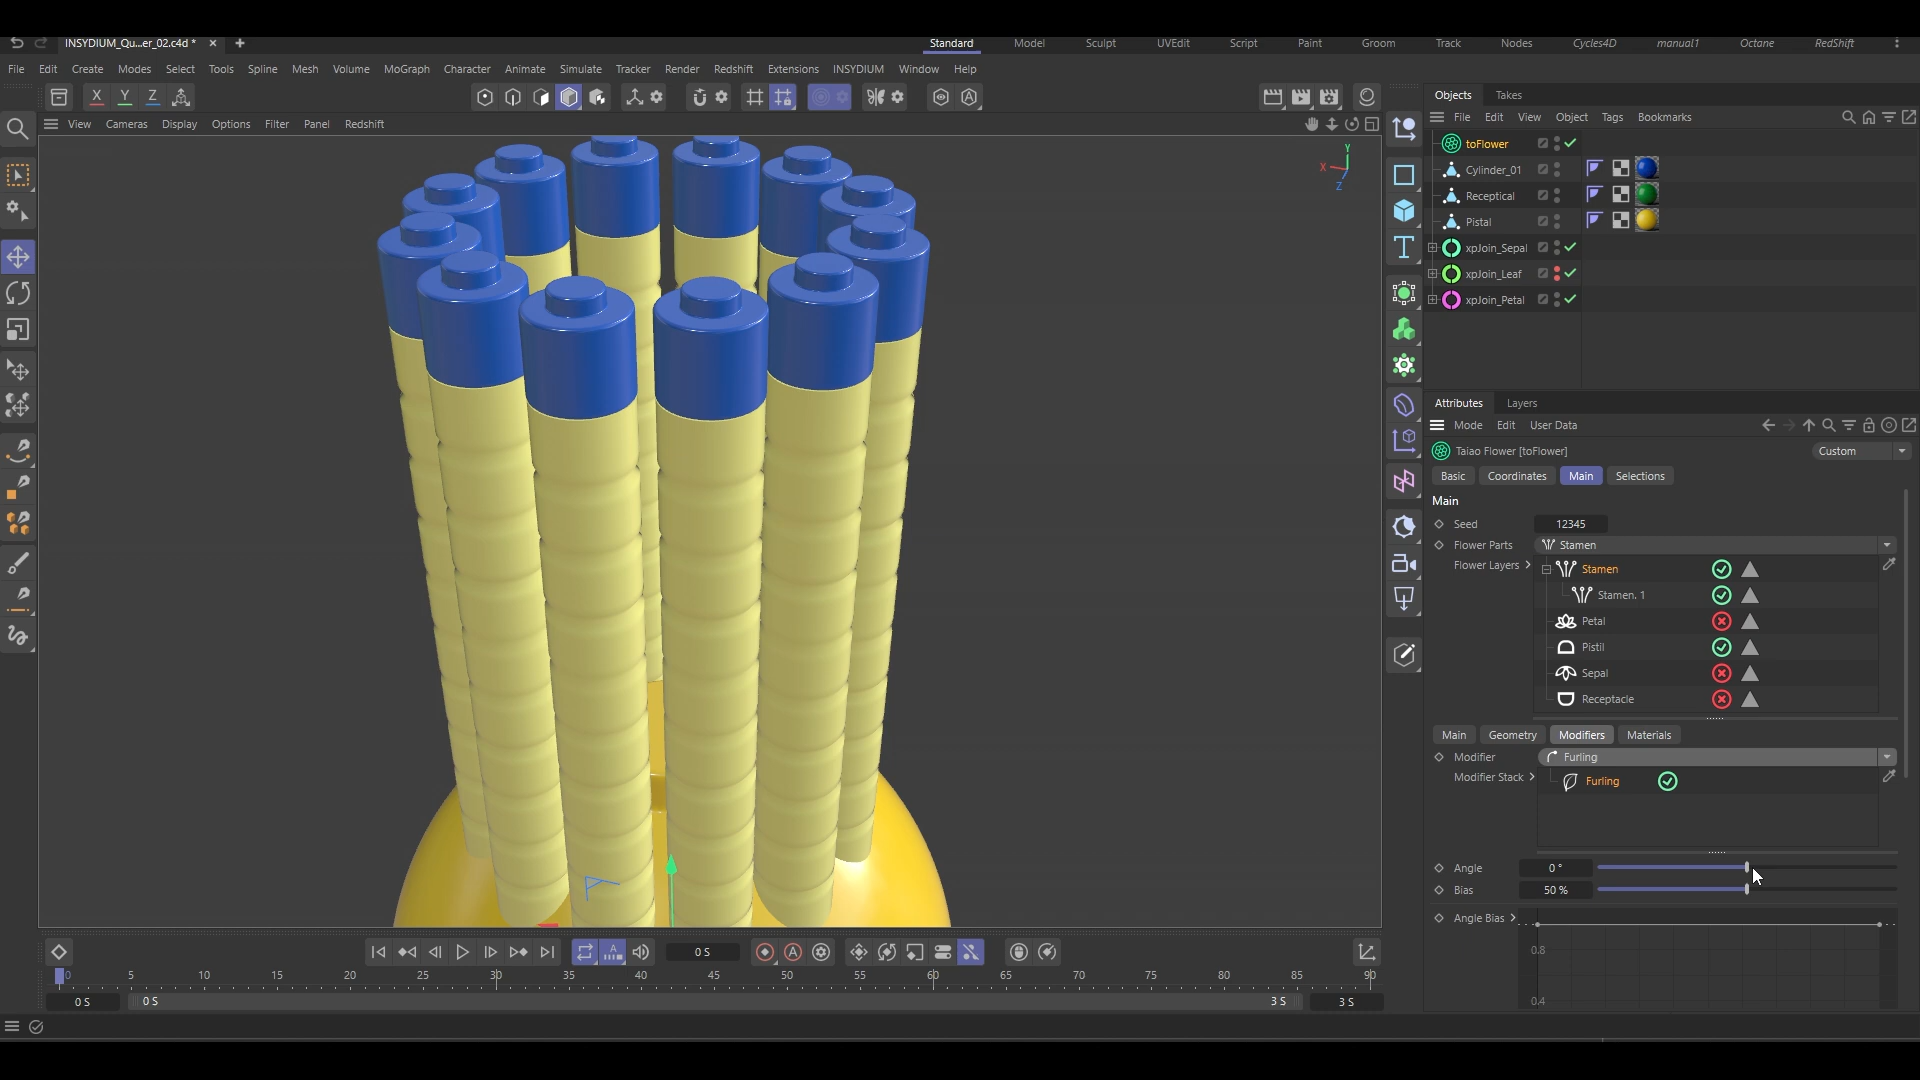 INSYDIUM_Qu...er_02.c4d *
Standard Model Sculpt UVEdit Script Paint Groom Track Nodes Cycles4D manual1 Octane RedShift
File Edit Create Modes Select Tools Spline Mesh Volume MoGraph Character Animate Simulate Tracker Render Redshift Extensions INSYDIUM Window Help
X Y Z
Objects Takes
View Cameras Display Options Filter Panel Redshift
File Edit View Object Tags Bookmarks
Y
X
Z
toFlower
Cylinder_01
Receptical
Pistal
xpJoin_Sepal
xpJoin_Leaf
xpJoin_Petal
Attributes Layers
Mode Edit User Data
Taiao Flower [toFlower] Custom
Basic Coordinates Main Selections
Main
Seed 12345
Flower Parts Stamen
Flower Layers Stamen
Stamen. 1
Petal
Pistil
Sepal
Receptacle
Main Geometry Modifiers Materials
Modifier Furling
Modifier Stack Furling
Angle 0 °
Bias 50 %
Angle Bias
0.8
0.4
0 S
0 5 10 15 20 25 30 35 40 45 50 55 60 65 70 75 80 85 90
0 S 0 S 3 S 3 S